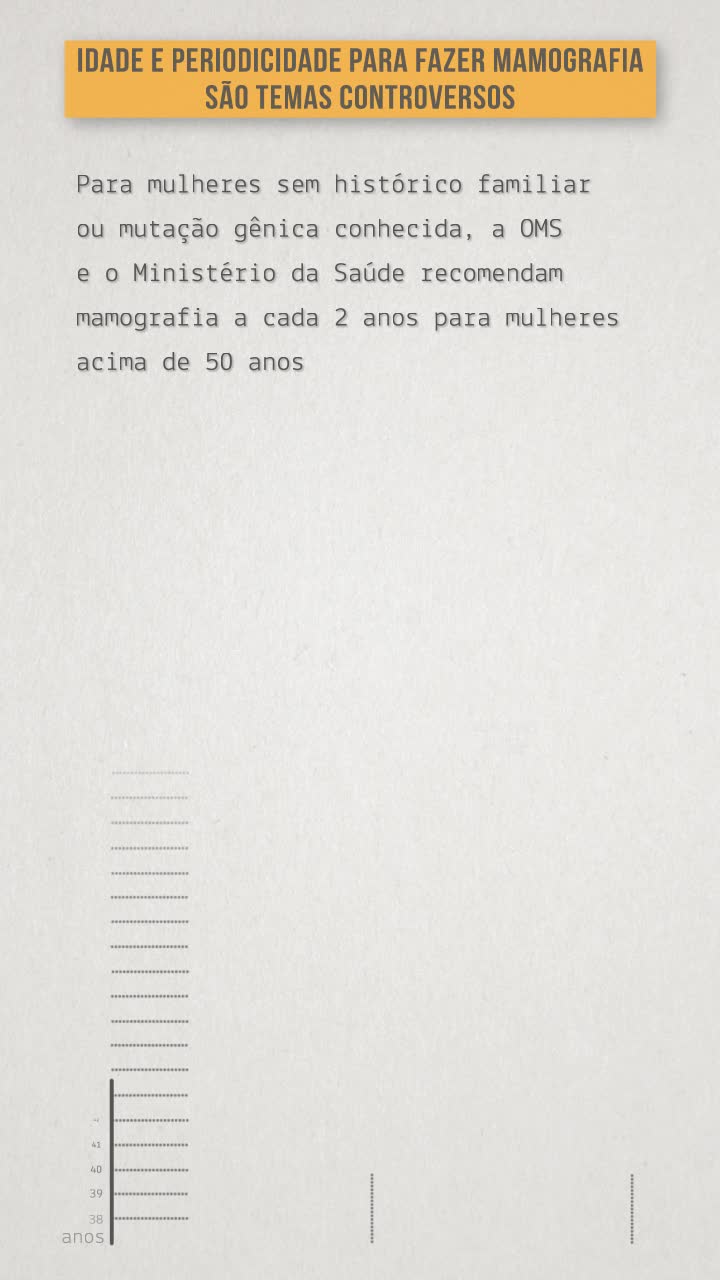 IDADE E PERIODICIDADE PARA FAZER MAMOGRAFIA
SÃO TEMAS CONTROVERSOS
Para mulheres sem histórico familiar
ou mutação gênica conhecida, a OMS
e o Ministério da Saúde recomendam
mamografia a cada 2 anos para mulheres
acima de 50 anos
41
40
39
38
anos